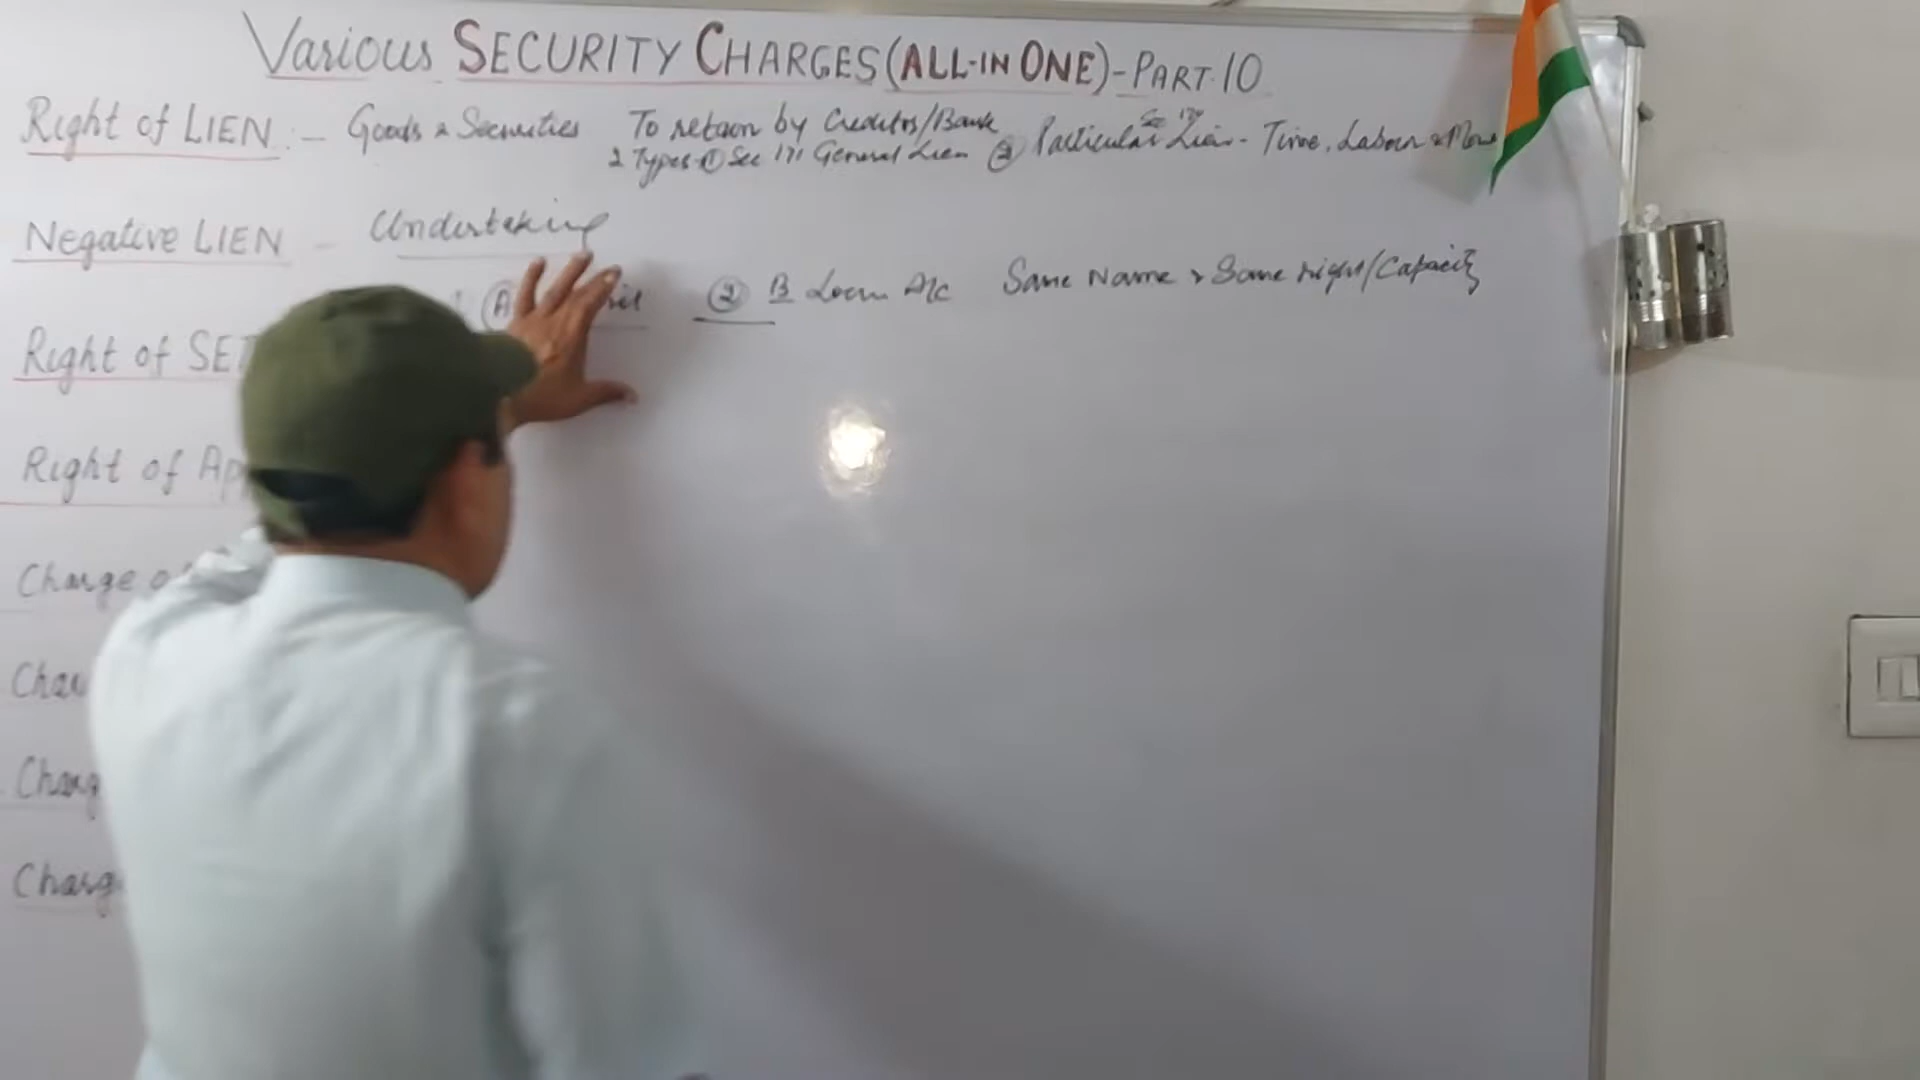 VARIOUS SECURITY CHARGES (ALL-IN ONE)-PART-10
Right of LIEN :- Goods & Securities To retain by Creditors/Bank
2 Types ① Sec 171 General Lien ② Particular Lien - Time, Labour &
Negative LIEN - Undertaking
② B Loan A/c Same Name & Same right/Capacity
Right of SET
Right of Ap
Charge o
Char
Charg
Charg